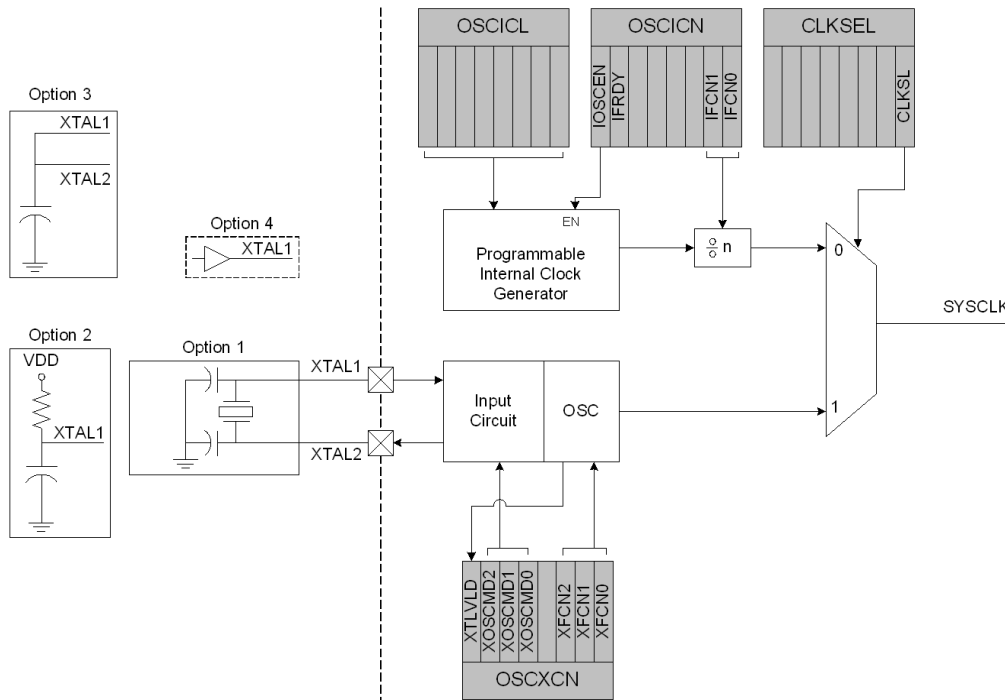 OSCICL
OSCICN
CLKSEL
IOSCEN
IFRDY
IFCN1
IFCN0
CLKSL
Option 3
XTAL1
XTAL2
Option 4
XTAL1
EN
Programmable
Internal Clock
Generator
n
0
SYSCLK
Option 2
VDD
XTAL1
Option 1
XTAL1
XTAL2
Input
Circuit
OSC
1
XTLVLD
XOSCMD2
XOSCMD1
XOSCMD0
XFCN2
XFCN1
XFCN0
OSCXCN